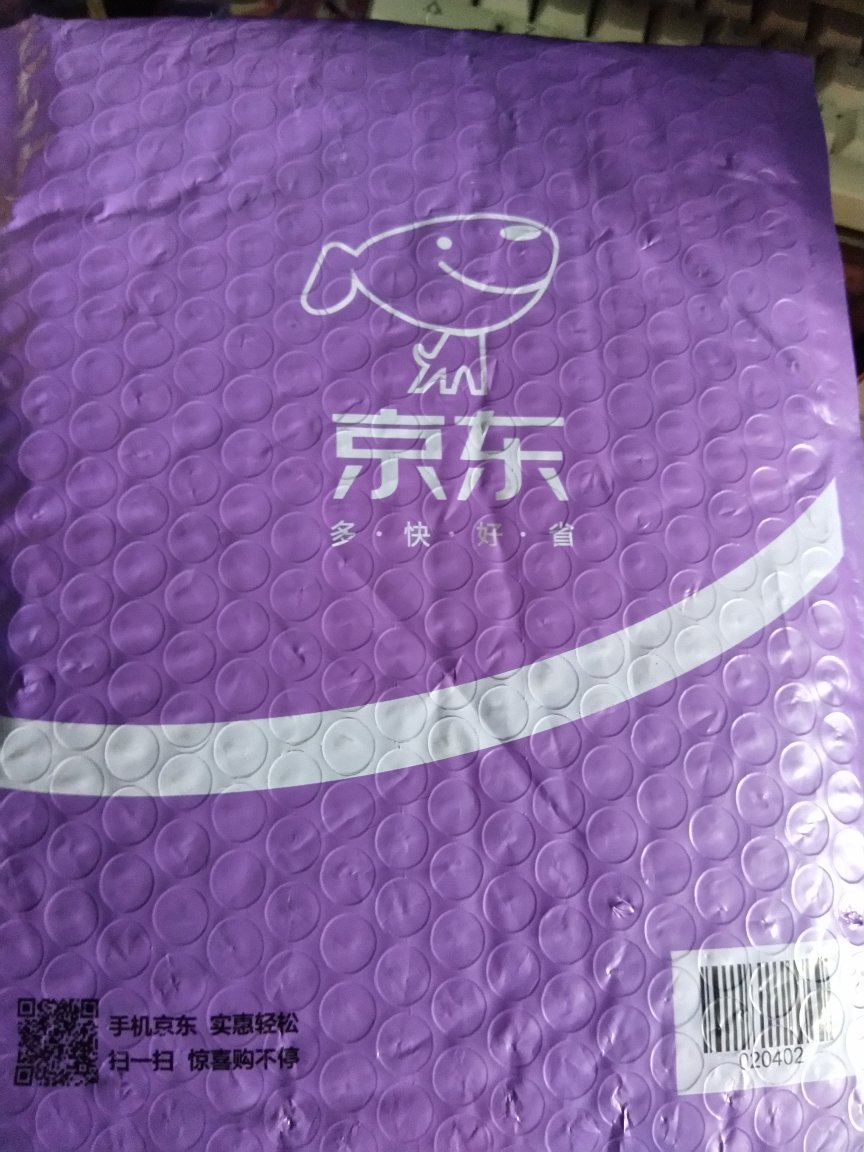 京东
多·快·好·省
手机京东 实惠轻松
扫一扫 惊喜购不停
020402